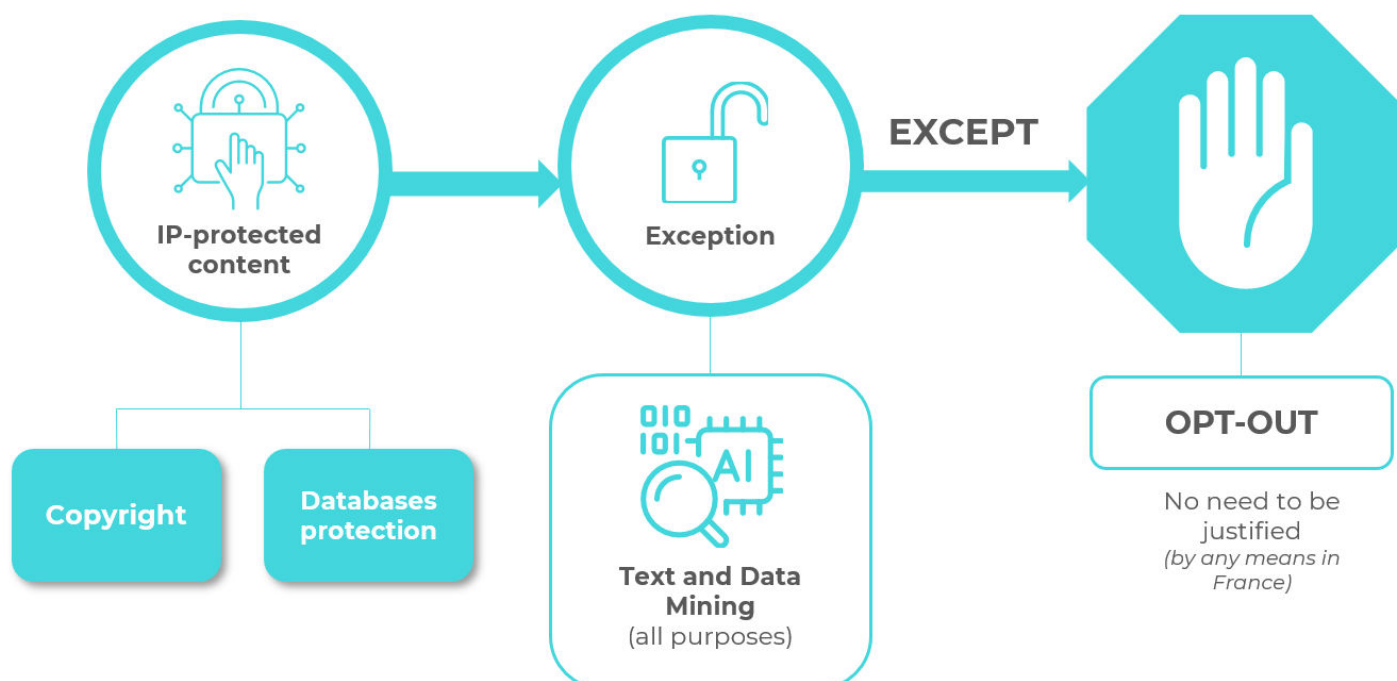 IP-protected
content
Copyright
Databases
protection
Exception
010
101
AI
Text and Data
Mining
(all purposes)
EXCEPT
OPT-OUT
No need to be
justified
(by any means in
France)